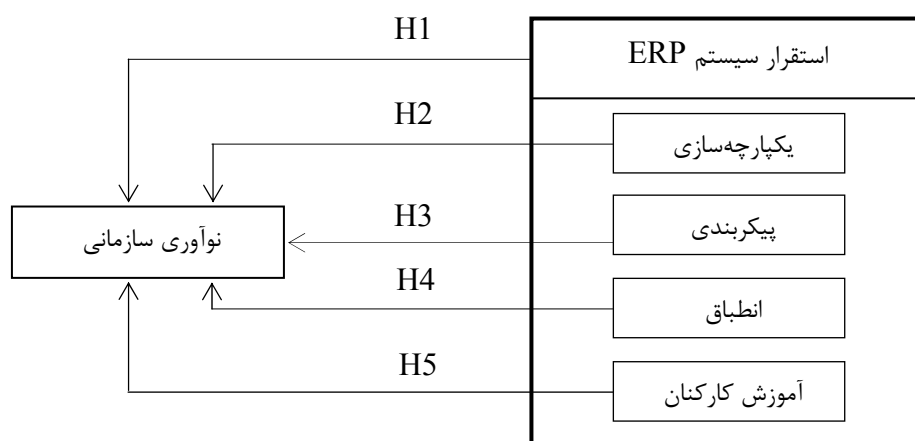 H1
استقرار سیستم ERP
H2
یکپارچه‌سازی
H3
پیکربندی
نوآوری سازمانی
H4
انطباق
H5
آموزش کارکنان